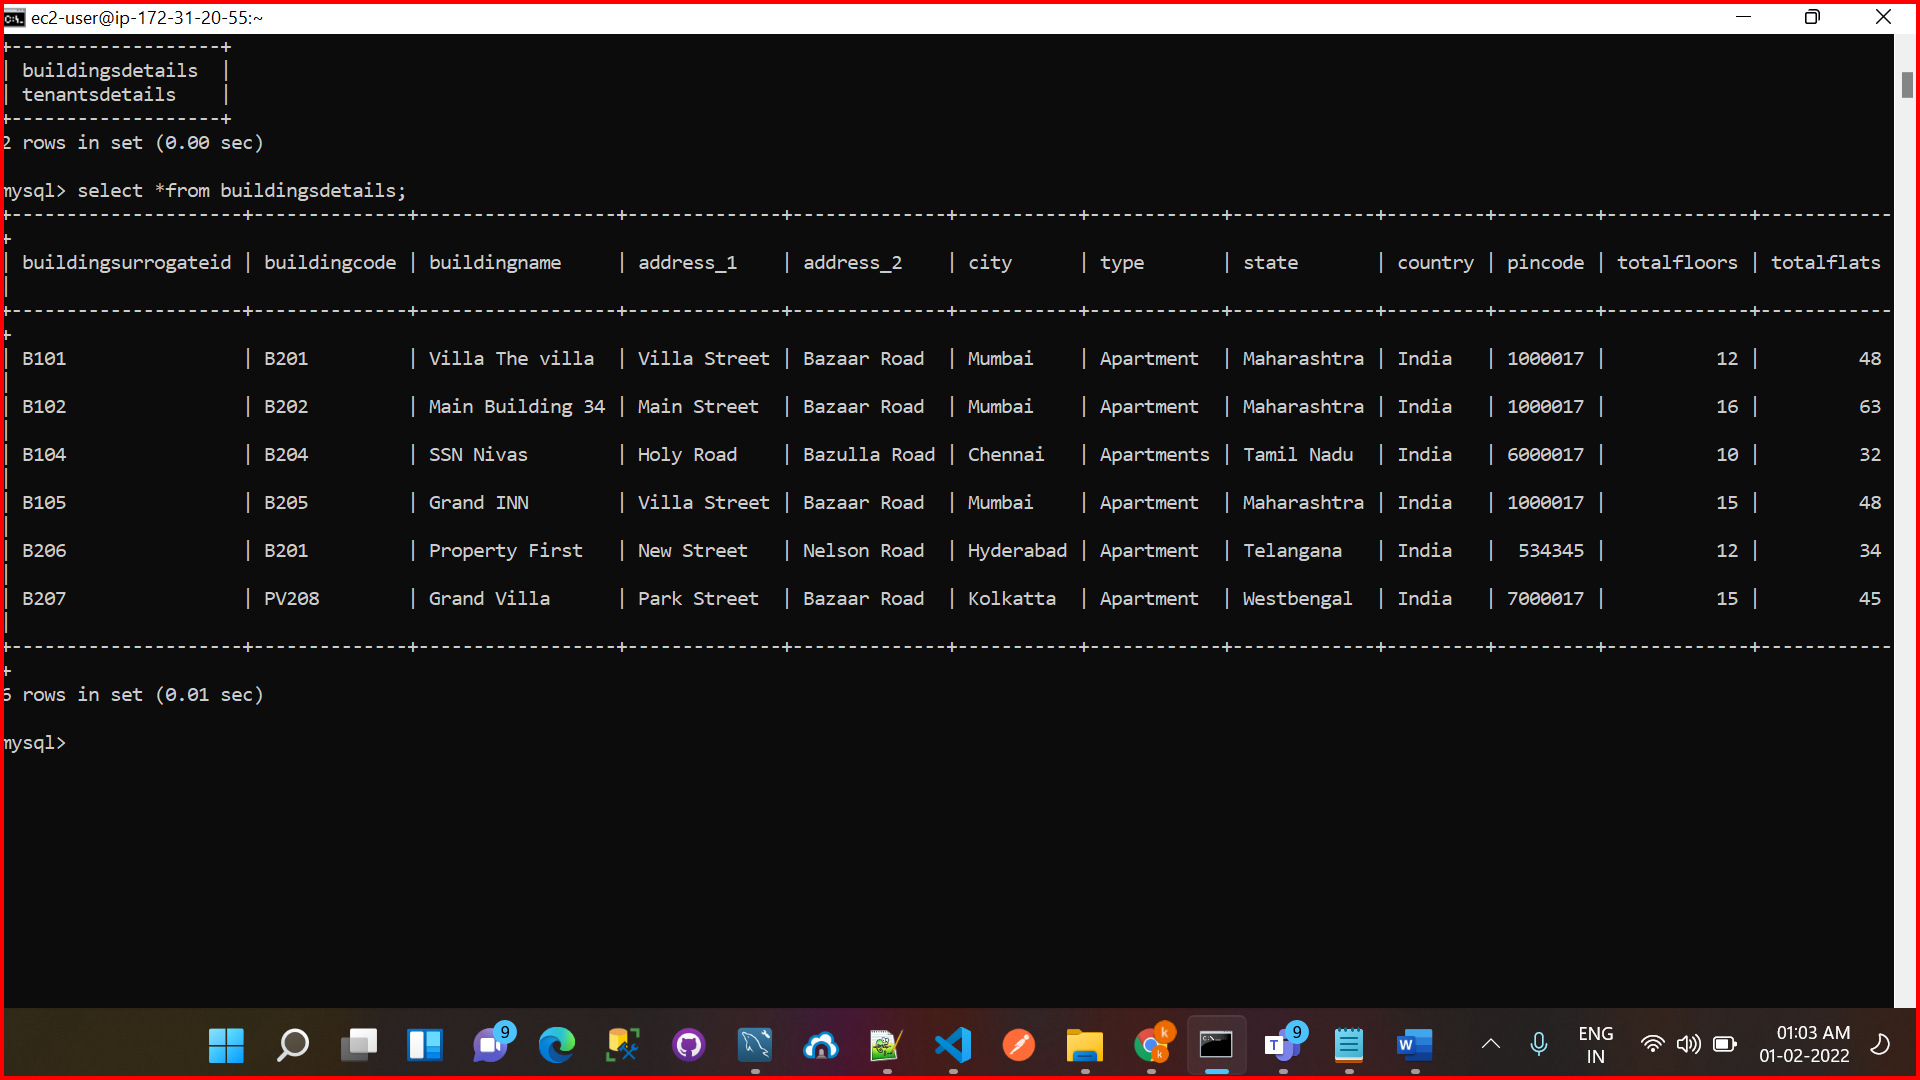 ec2-user@ip-172-31-20-55:~
+-------------------+
| buildingsdetails  |
| tenantsdetails    |
+-------------------+
2 rows in set (0.00 sec)
mysql> select *from buildingsdetails;
+---------------------+--------------+------------------+--------------+--------------+-----------+------------+-------------+---------+---------+-------------+------------
+
| buildingsurrogateid | buildingcode | buildingname     | address_1    | address_2    | city      | type       | state       | country | pincode | totalfloors | totalflats
|
+---------------------+--------------+------------------+--------------+--------------+-----------+------------+-------------+---------+---------+-------------+------------
+
| B101                | B201         | Villa The villa  | Villa Street | Bazaar Road  | Mumbai    | Apartment  | Maharashtra | India   | 1000017 |          12 |         48
|
| B102                | B202         | Main Building 34 | Main Street  | Bazaar Road  | Mumbai    | Apartment  | Maharashtra | India   | 1000017 |          16 |         63
|
| B104                | B204         | SSN Nivas        | Holy Road    | Bazulla Road | Chennai   | Apartments | Tamil Nadu  | India   | 6000017 |          10 |         32
|
| B105                | B205         | Grand INN        | Villa Street | Bazaar Road  | Mumbai    | Apartment  | Maharashtra | India   | 1000017 |          15 |         48
|
| B206                | B201         | Property First   | New Street   | Nelson Road  | Hyderabad | Apartment  | Telangana   | India   |  534345 |          12 |         34
|
| B207                | PV208        | Grand Villa      | Park Street  | Bazaar Road  | Kolkatta  | Apartment  | Westbengal  | India   | 7000017 |          15 |         45
|
+---------------------+--------------+------------------+--------------+--------------+-----------+------------+-------------+---------+---------+-------------+------------
+
6 rows in set (0.01 sec)
mysql>
9
k
k
T
9
W
ENG
IN
01:03 AM
01-02-2022